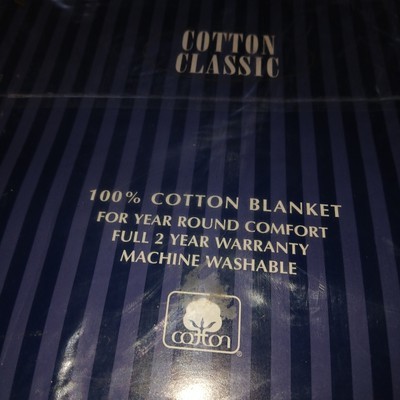 COTTON
CLASSIC
100% COTTON BLANKET
FOR YEAR ROUND COMFORT
FULL 2 YEAR WARRANTY
MACHINE WASHABLE
cotton
®